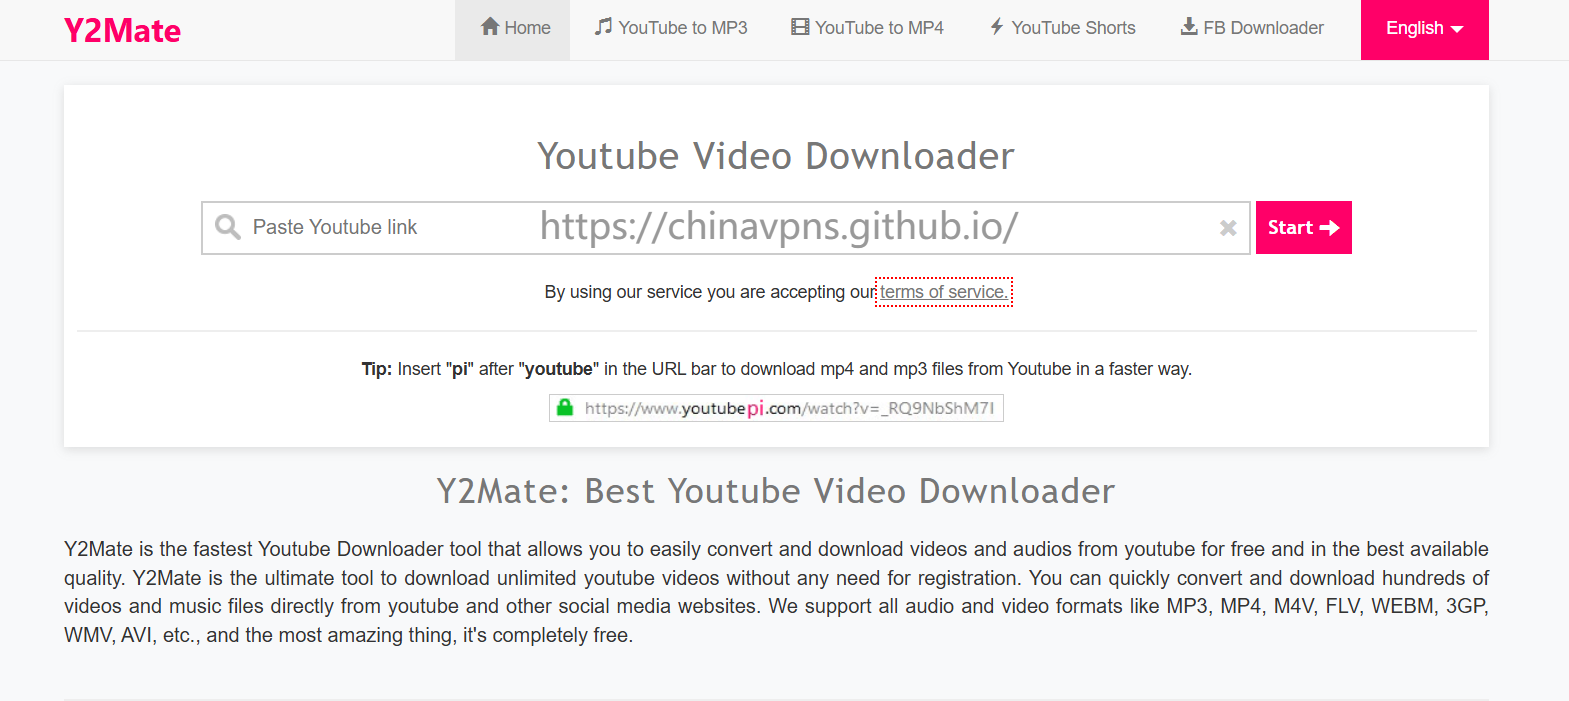 Y2Mate
Home
YouTube to MP3
YouTube to MP4
YouTube Shorts
FB Downloader
English
Youtube Video Downloader
Paste Youtube link
https://chinavpns.github.io/
Start
By using our service you are accepting our terms of service.
Tip: Insert "pi" after "youtube" in the URL bar to download mp4 and mp3 files from Youtube in a faster way.
https://www.youtubepi.com/watch?v=_RQ9NbShM7I
Y2Mate: Best Youtube Video Downloader
Y2Mate is the fastest Youtube Downloader tool that allows you to easily convert and download videos and audios from youtube for free and in the best available
quality. Y2Mate is the ultimate tool to download unlimited youtube videos without any need for registration. You can quickly convert and download hundreds of
videos and music files directly from youtube and other social media websites. We support all audio and video formats like MP3, MP4, M4V, FLV, WEBM, 3GP,
WMV, AVI, etc., and the most amazing thing, it's completely free.